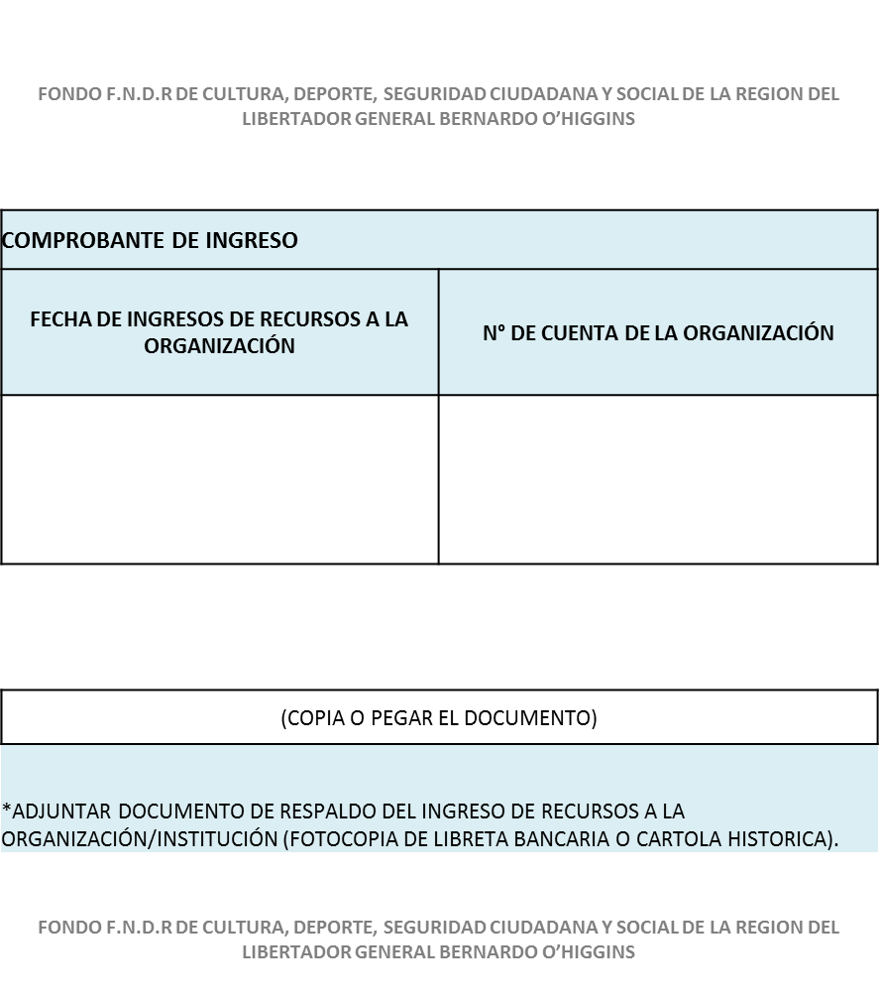 FONDO F.N.D.R DE CULTURA, DEPORTE, SEGURIDAD CIUDADANA Y SOCIAL DE LA REGION DEL
LIBERTADOR GENERAL BERNARDO O’HIGGINS
COMPROBANTE DE INGRESO
FECHA DE INGRESOS DE RECURSOS A LA
ORGANIZACIÓN
N° DE CUENTA DE LA ORGANIZACIÓN
(COPIA O PEGAR EL DOCUMENTO)
*ADJUNTAR DOCUMENTO DE RESPALDO DEL INGRESO DE RECURSOS A LA
ORGANIZACIÓN/INSTITUCIÓN (FOTOCOPIA DE LIBRETA BANCARIA O CARTOLA HISTORICA).
FONDO F.N.D.R DE CULTURA, DEPORTE, SEGURIDAD CIUDADANA Y SOCIAL DE LA REGION DEL
LIBERTADOR GENERAL BERNARDO O’HIGGINS